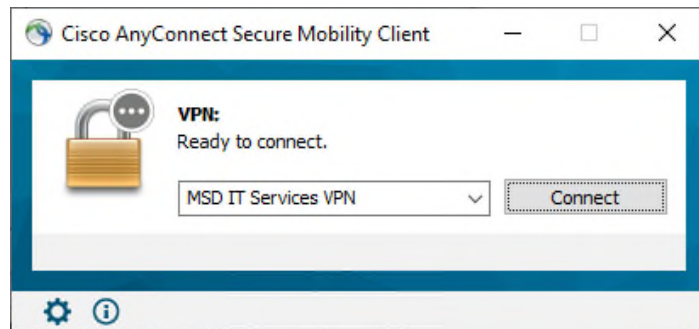 Cisco AnyConnect Secure Mobility Client
VPN:
Ready to connect.
MSD IT Services VPN
Connect